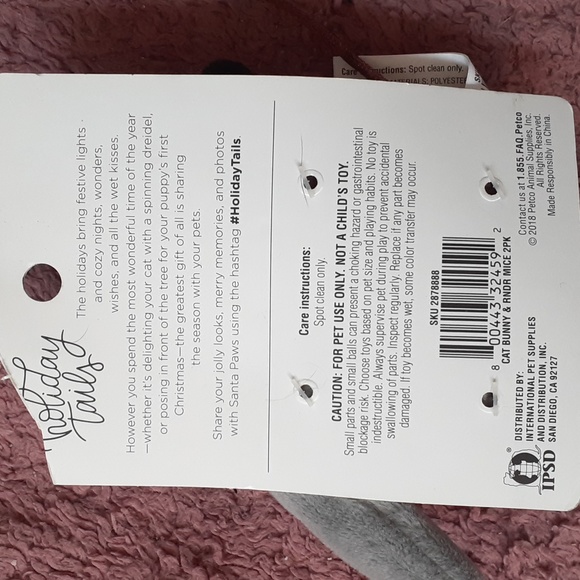 holiday
tails
The holidays bring festive lights
and cozy nights, wonders,
wishes, and all the wet kisses.
However you spend the most wonderful time of the year
—whether it's delighting your cat with a spinning dreidel,
or posing in front of the tree for your puppy's first
Christmas—the greatest gift of all is sharing
the season with your pets.
Share your jolly looks, merry memories, and photos
with Santa Paws using the hashtag #HolidayTails.
Care instructions:
Spot clean only.
CAUTION: FOR PET USE ONLY. NOT A CHILD'S TOY.
Small parts and small balls can present a choking hazard or gastrointestinal
blockage risk. Choose toys based on pet size and playing habits. No toy is
indestructible. Always supervise pet during play to prevent accidental
swallowing of parts. Inspect regularly. Replace if any part becomes
damaged. If toy becomes wet, some color transfer may occur.
SKU:2878888
8 00443 32459 2
CAT BUNNY & RNDR MICE 2PK
IPSD
DISTRIBUTED BY:
INTERNATIONAL PET SUPPLIES
AND DISTRIBUTION, INC.
SAN DIEGO, CA 92127
Contact us at 1.855.FAQ.Petco
© 2018 Petco Animal Supplies, Inc.
All Rights Reserved.
Made Responsibly in China.
Care instructions: Spot clean only.
MATERIALS: POLYESTE